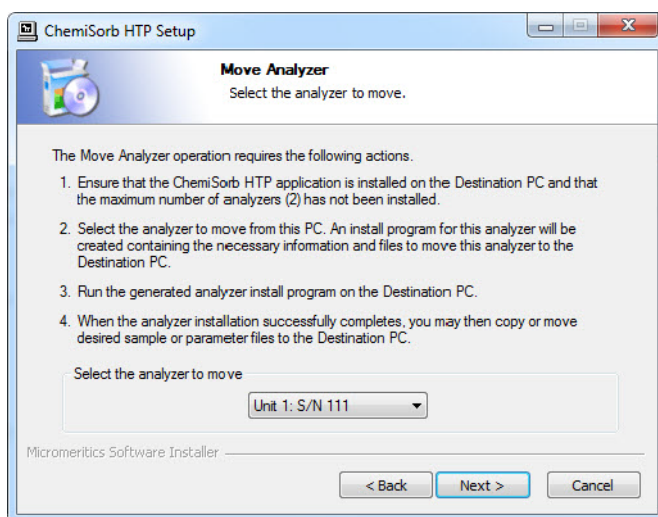 ChemiSorb HTP Setup
Move Analyzer
Select the analyzer to move.
The Move Analyzer operation requires the following actions.
1. Ensure that the ChemiSorb HTP application is installed on the Destination PC and that
the maximum number of analyzers (2) has not been installed.
2. Select the analyzer to move from this PC. An install program for this analyzer will be
created containing the necessary information and files to move this analyzer to the
Destination PC.
3. Run the generated analyzer install program on the Destination PC.
4. When the analyzer installation successfully completes, you may then copy or move
desired sample or parameter files to the Destination PC.
Select the analyzer to move
Unit 1: S/N 111
Micromeritics Software Installer
< Back
Next >
Cancel